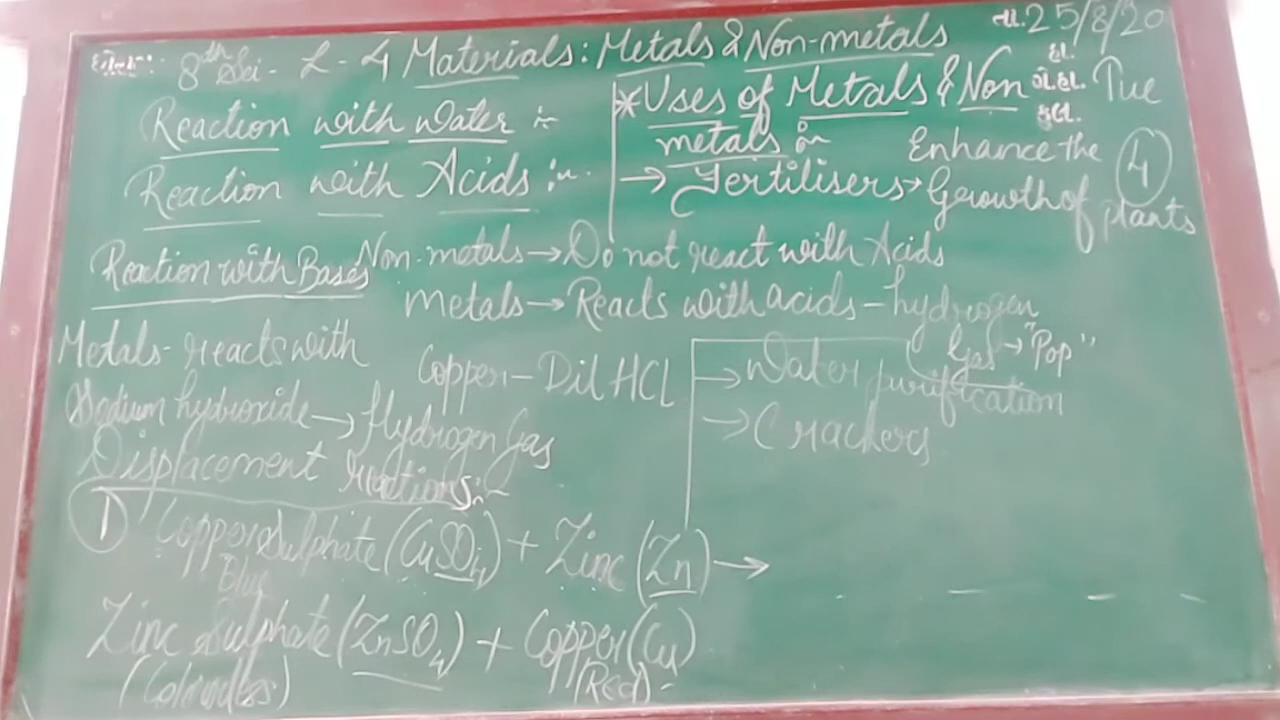 8th Sci - L - 4 Materials: Metals & Non-metals
તા. 25/8/20
Reaction with water :-
Reaction with Acids :-
Reaction with Bases
* Uses of Metals & Non
metals :-
→ Fertilisers → Enhance the
Growth of plants
Tue
4
Non-metals → Do not react with Acids
Metals → Reacts with acids - hydrogen
gas → "Pop"
Metals - reacts with
Sodium hydroxide → Hydrogen Gas
Copper - Dil HCL
→ Water purification
→ Crackers
Displacement reactions :-
1 Copper Sulphate (CuSO4) + Zinc (Zn) →
Blue
Zinc Sulphate (ZnSO4) + Copper (Cu)
(Colourless) (Red) -